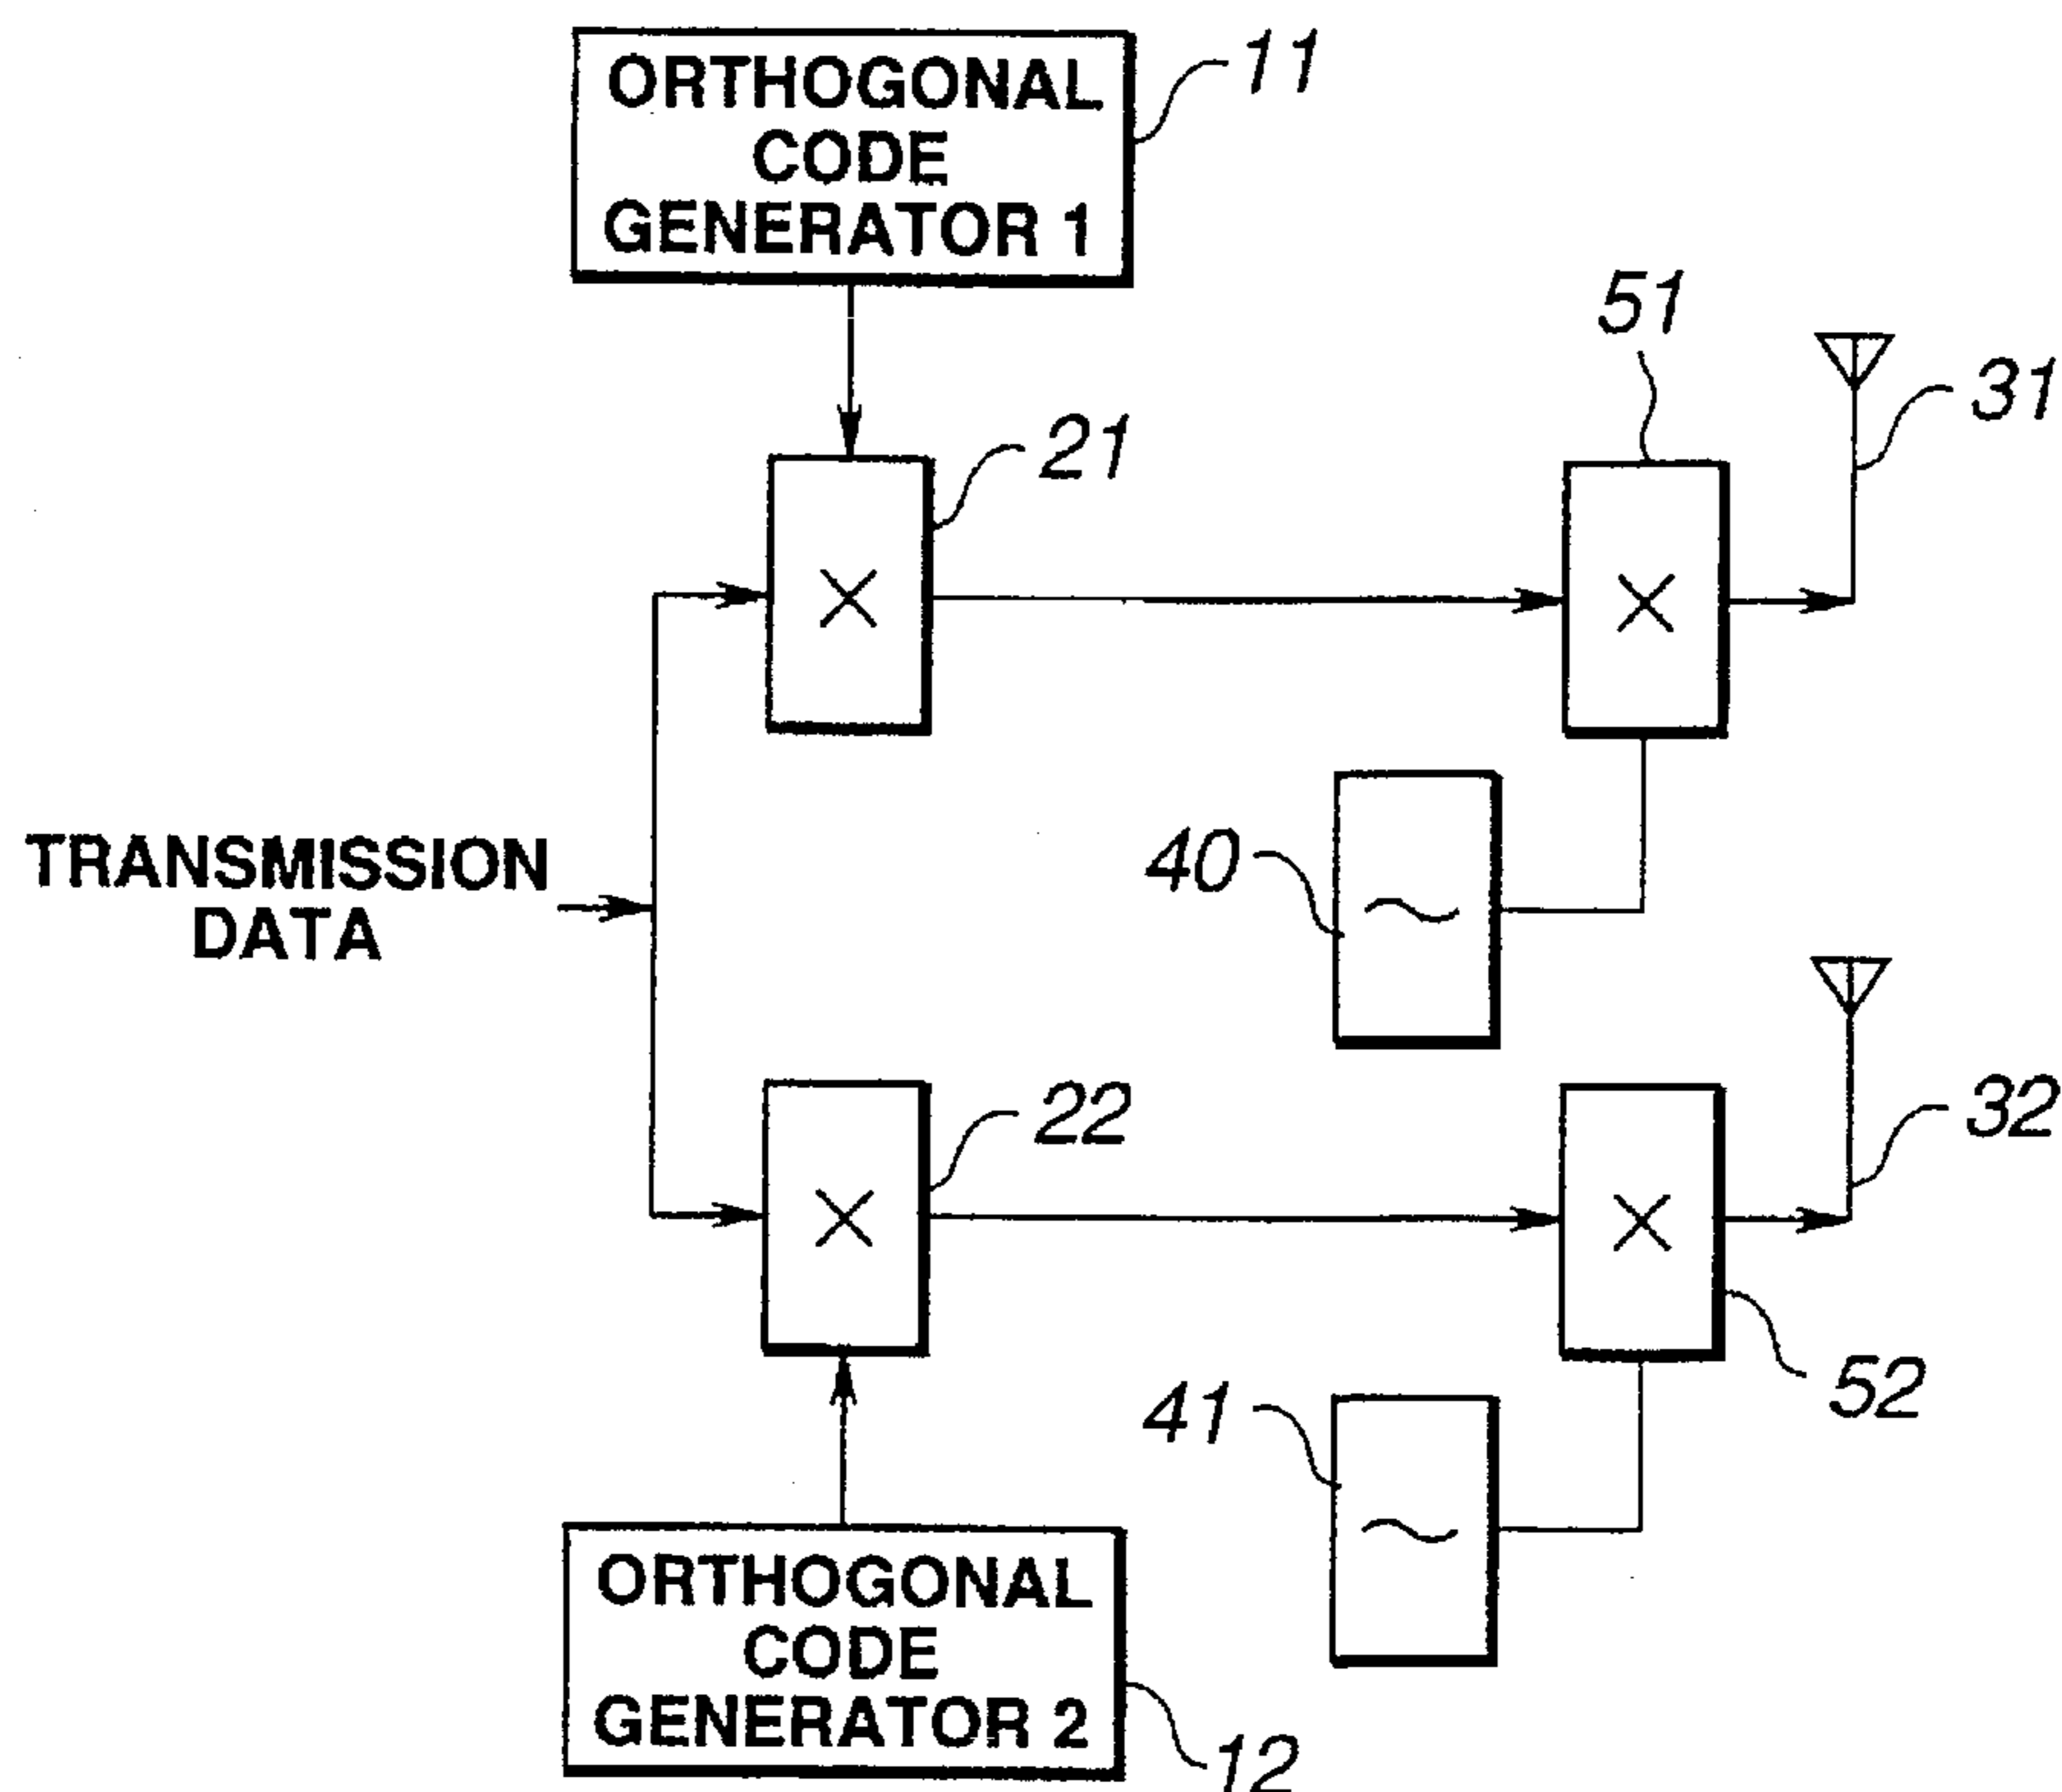 ORTHOGONAL
CODE
GENERATOR 1
11
51
31
21
×
×
40
~
TRANSMISSION
DATA
22
32
×
×
52
41
~
ORTHOGONAL
CODE
GENERATOR 2
12